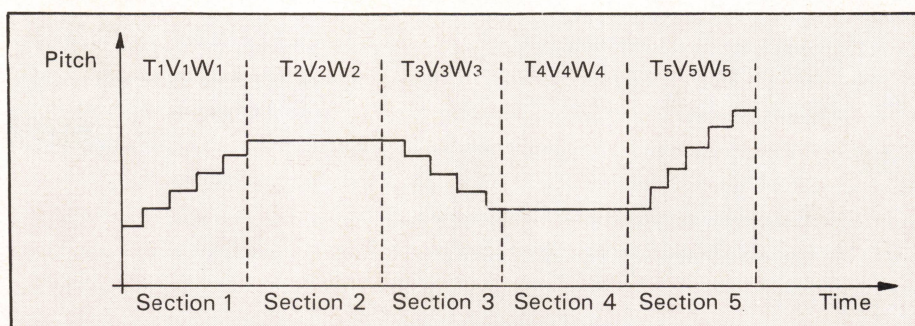 Pitch T1V1W1 T2V2W2 T3V3W3 T4V4W4 T5V5W5
Section 1 Section 2 Section 3 Section 4 Section 5 Time